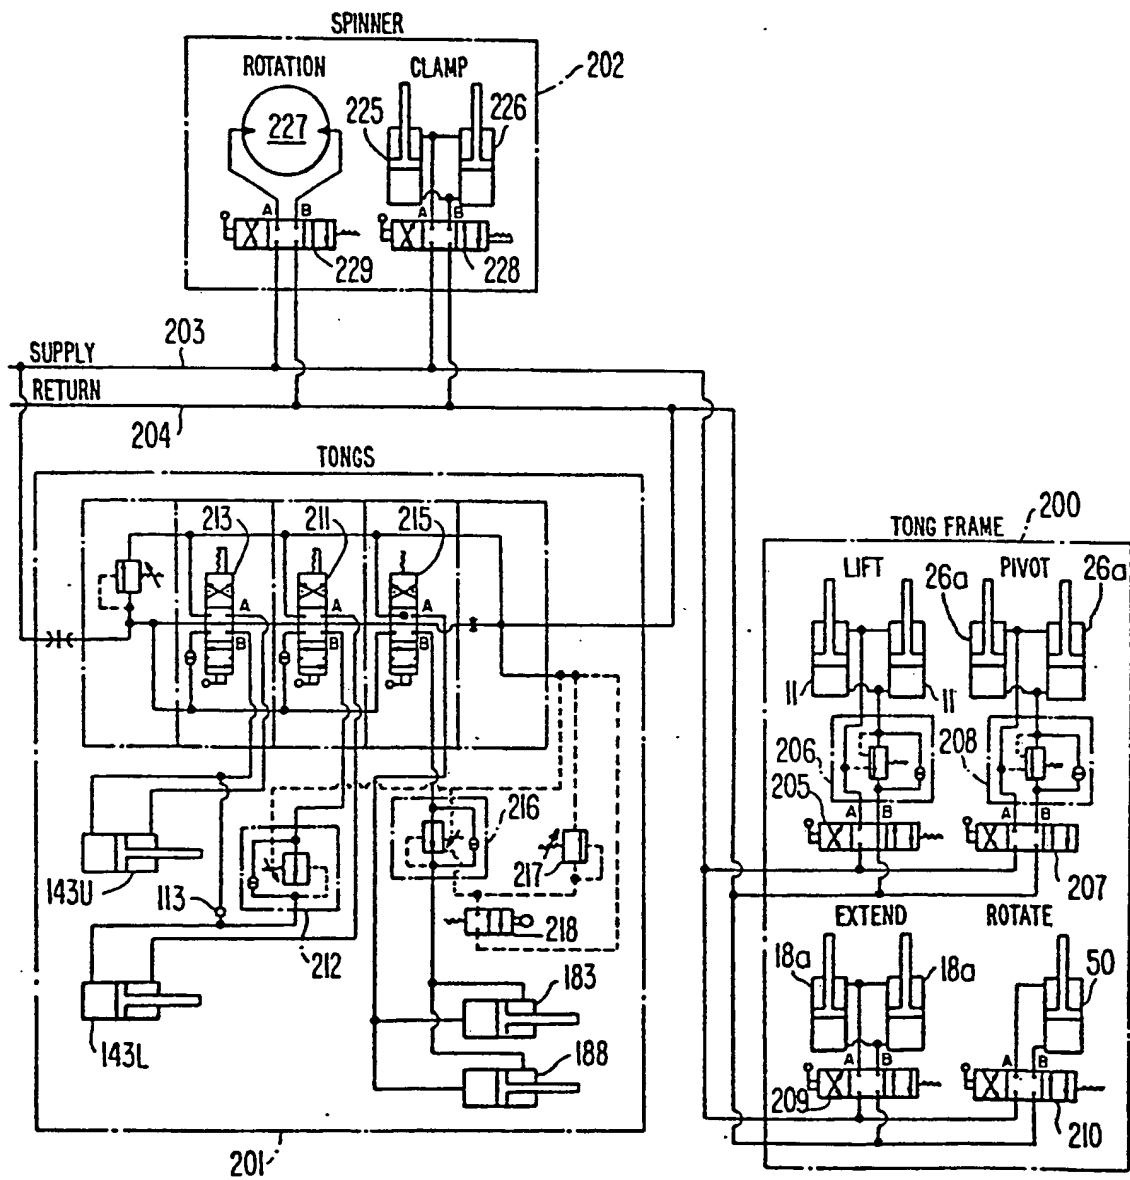 SPINNER
ROTATION CLAMP 202
225 226
227
A B A B
229 228
203
SUPPLY
RETURN
204
TONGS
213 211 215
A A A
B B B
200
TONG FRAME
LIFT 26a PIVOT 26a
11 11
206 208
205 A B A B
207
216
217
143U 113
218
212
EXTEND ROTATE
18a 18a 50
183
143L
188
A B A B
209 210
201